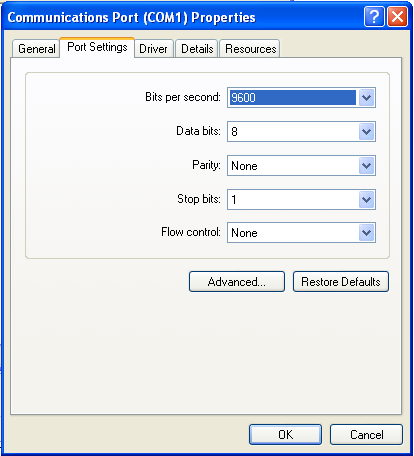 Communications Port (COM1) Properties
General Port Settings Driver Details Resources
Bits per second: 9600
Data bits: 8
Parity: None
Stop bits: 1
Flow control: None
Advanced... Restore Defaults
OK Cancel